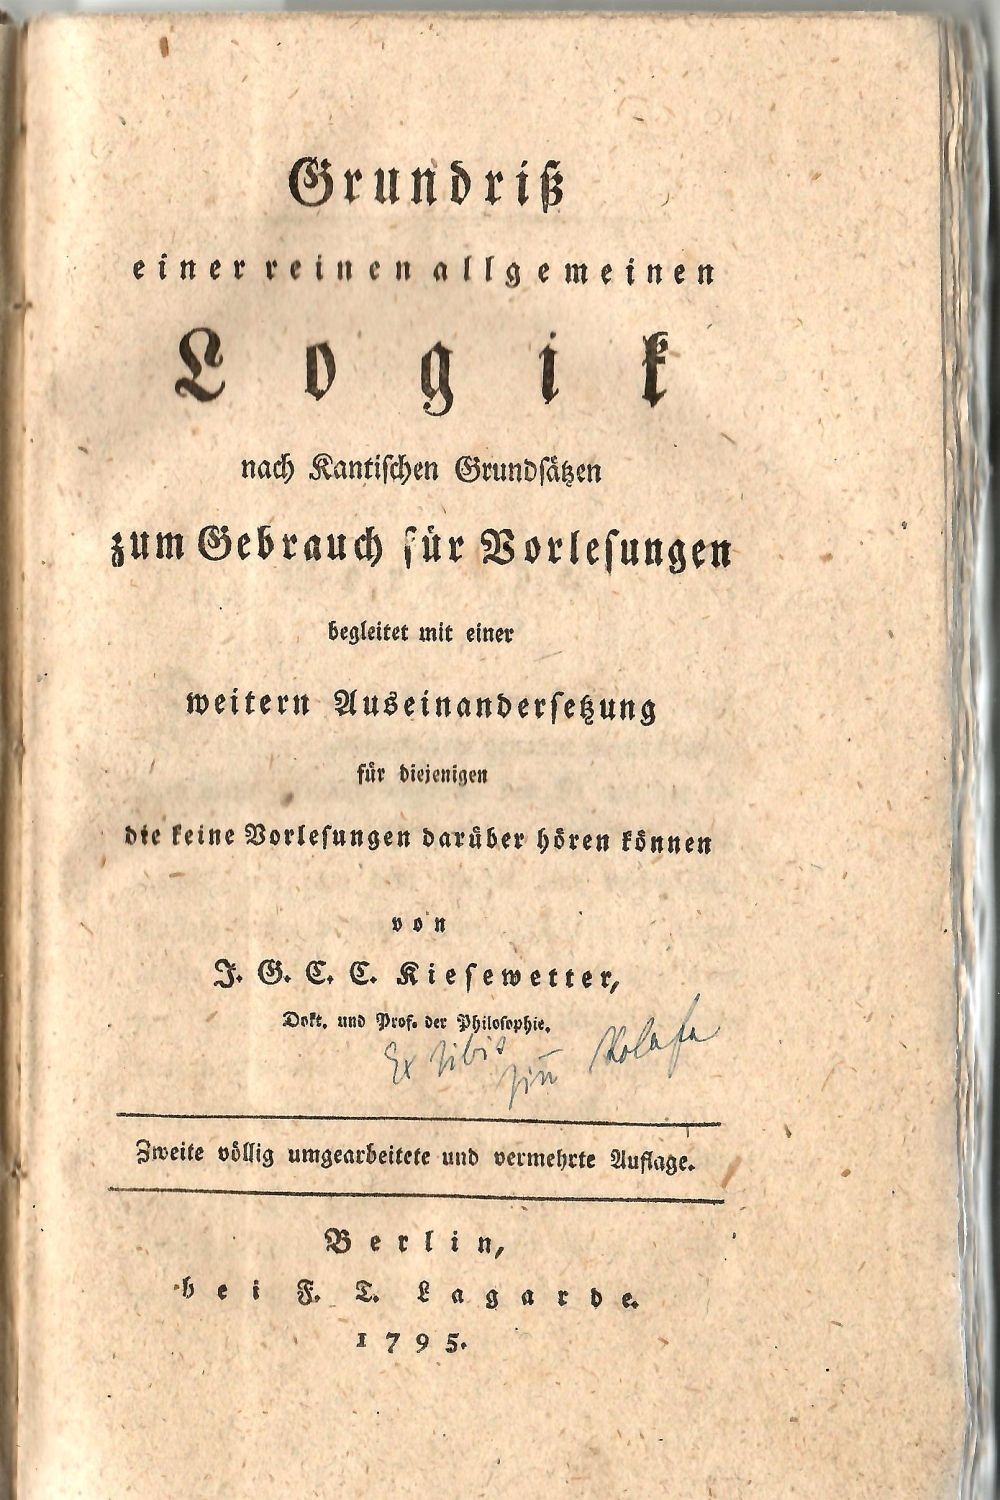 Grundriß
einer reinen allgemeinen
Logik
nach Kantischen Grundsätzen
zum Gebrauch für Vorlesungen
begleitet mit einer
weitern Auseinandersetzung
für diejenigen
die keine Vorlesungen darüber hören können
von
J. G. C. C. Kiesewetter,
Dokt. und Prof. der Philosophie.
Ex libis
Zweite völlig umgearbeitete und vermehrte Auflage.
Berlin,
bei F. T. Lagarde.
1795.